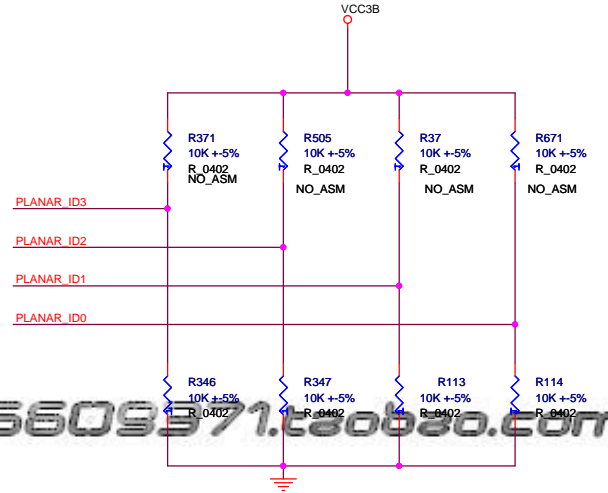 VCC3B
R371
10K +-5%
R_0402
NO_ASM
R505
10K +-5%
R_0402
NO_ASM
R37
10K +-5%
R_0402
NO_ASM
R671
10K +-5%
R_0402
NO_ASM
PLANAR_ID3
PLANAR_ID2
PLANAR_ID1
PLANAR_ID0
R346
10K +-5%
R_0402
R347
10K +-5%
R_0402
R113
10K +-5%
R_0402
R114
10K +-5%
R_0402
6609371.taobao.com